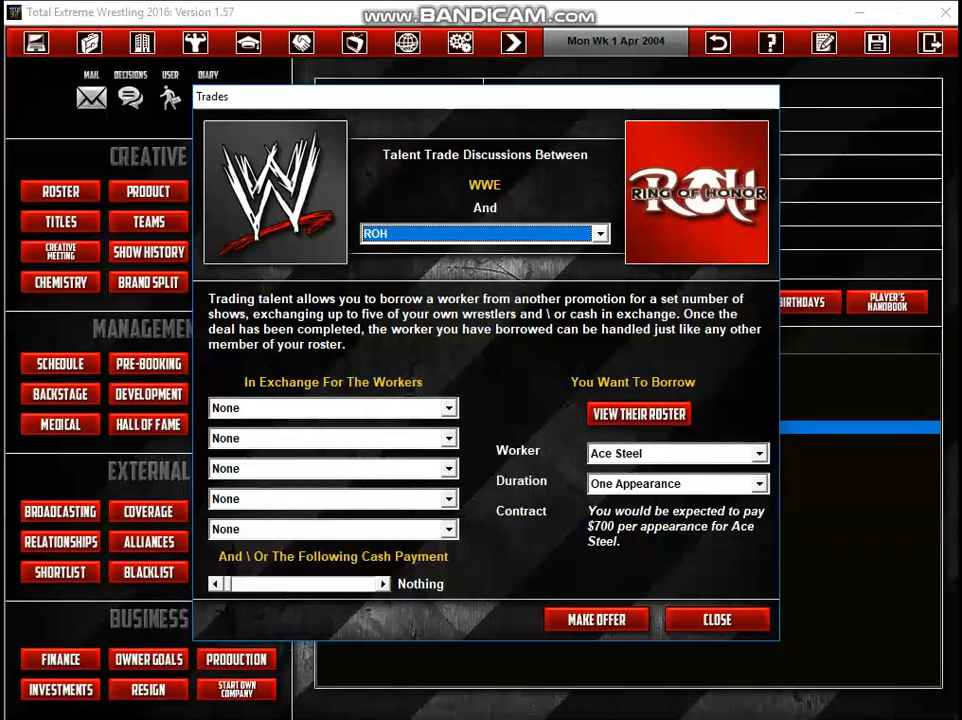 Total Extreme Wrestling 2016: Version 1.57
www.BANDICAM.com
Mon Wk 1 Apr 2004
?
MAIL DECISIONS USER DIARY
Trades
CREATIVE
ROSTER PRODUCT
TITLES TEAMS
CREATIVE MEETING SHOW HISTORY
CHEMISTRY BRAND SPLIT
Talent Trade Discussions Between
WWE
And
ROH
W
ROH
RING OF HONOR
Trading talent allows you to borrow a worker from another promotion for a set number of
shows, exchanging up to five of your own wrestlers and \ or cash in exchange. Once the
deal has been completed, the worker you have borrowed can be handled just like any other
member of your roster.
BIRTHDAYS PLAYER'S HANDBOOK
MANAGEMEN
SCHEDULE PRE-BOOKING
BACKSTAGE DEVELOPMENT
MEDICAL HALL OF FAME
In Exchange For The Workers
None
None
None
None
None
And \ Or The Following Cash Payment
Nothing
You Want To Borrow
VIEW THEIR ROSTER
Worker Ace Steel
Duration One Appearance
Contract You would be expected to pay
$700 per appearance for Ace
Steel.
MAKE OFFER CLOSE
EXTERNAL
BROADCASTING COVERAGE
RELATIONSHIPS ALLIANCES
SHORTLIST BLACKLIST
BUSINESS
FINANCE OWNER GOALS PRODUCTION
INVESTMENTS RESIGN START OWN COMPANY